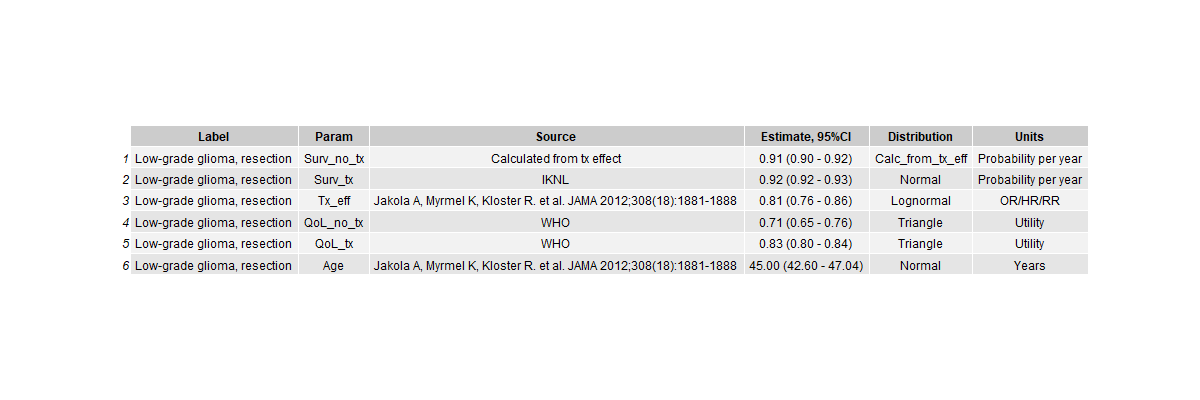 Label Param Source Estimate, 95%CI Distribution Units
1 Low-grade glioma, resection Surv_no_tx Calculated from tx effect 0.91 (0.90 - 0.92) Calc_from_tx_eff Probability per year
2 Low-grade glioma, resection Surv_tx IKNL 0.92 (0.92 - 0.93) Normal Probability per year
3 Low-grade glioma, resection Tx_eff Jakola A, Myrmel K, Kloster R. et al. JAMA 2012;308(18):1881-1888 0.81 (0.76 - 0.86) Lognormal OR/HR/RR
4 Low-grade glioma, resection QoL_no_tx WHO 0.71 (0.65 - 0.76) Triangle Utility
5 Low-grade glioma, resection QoL_tx WHO 0.83 (0.80 - 0.84) Triangle Utility
6 Low-grade glioma, resection Age Jakola A, Myrmel K, Kloster R. et al. JAMA 2012;308(18):1881-1888 45.00 (42.60 - 47.04) Normal Years